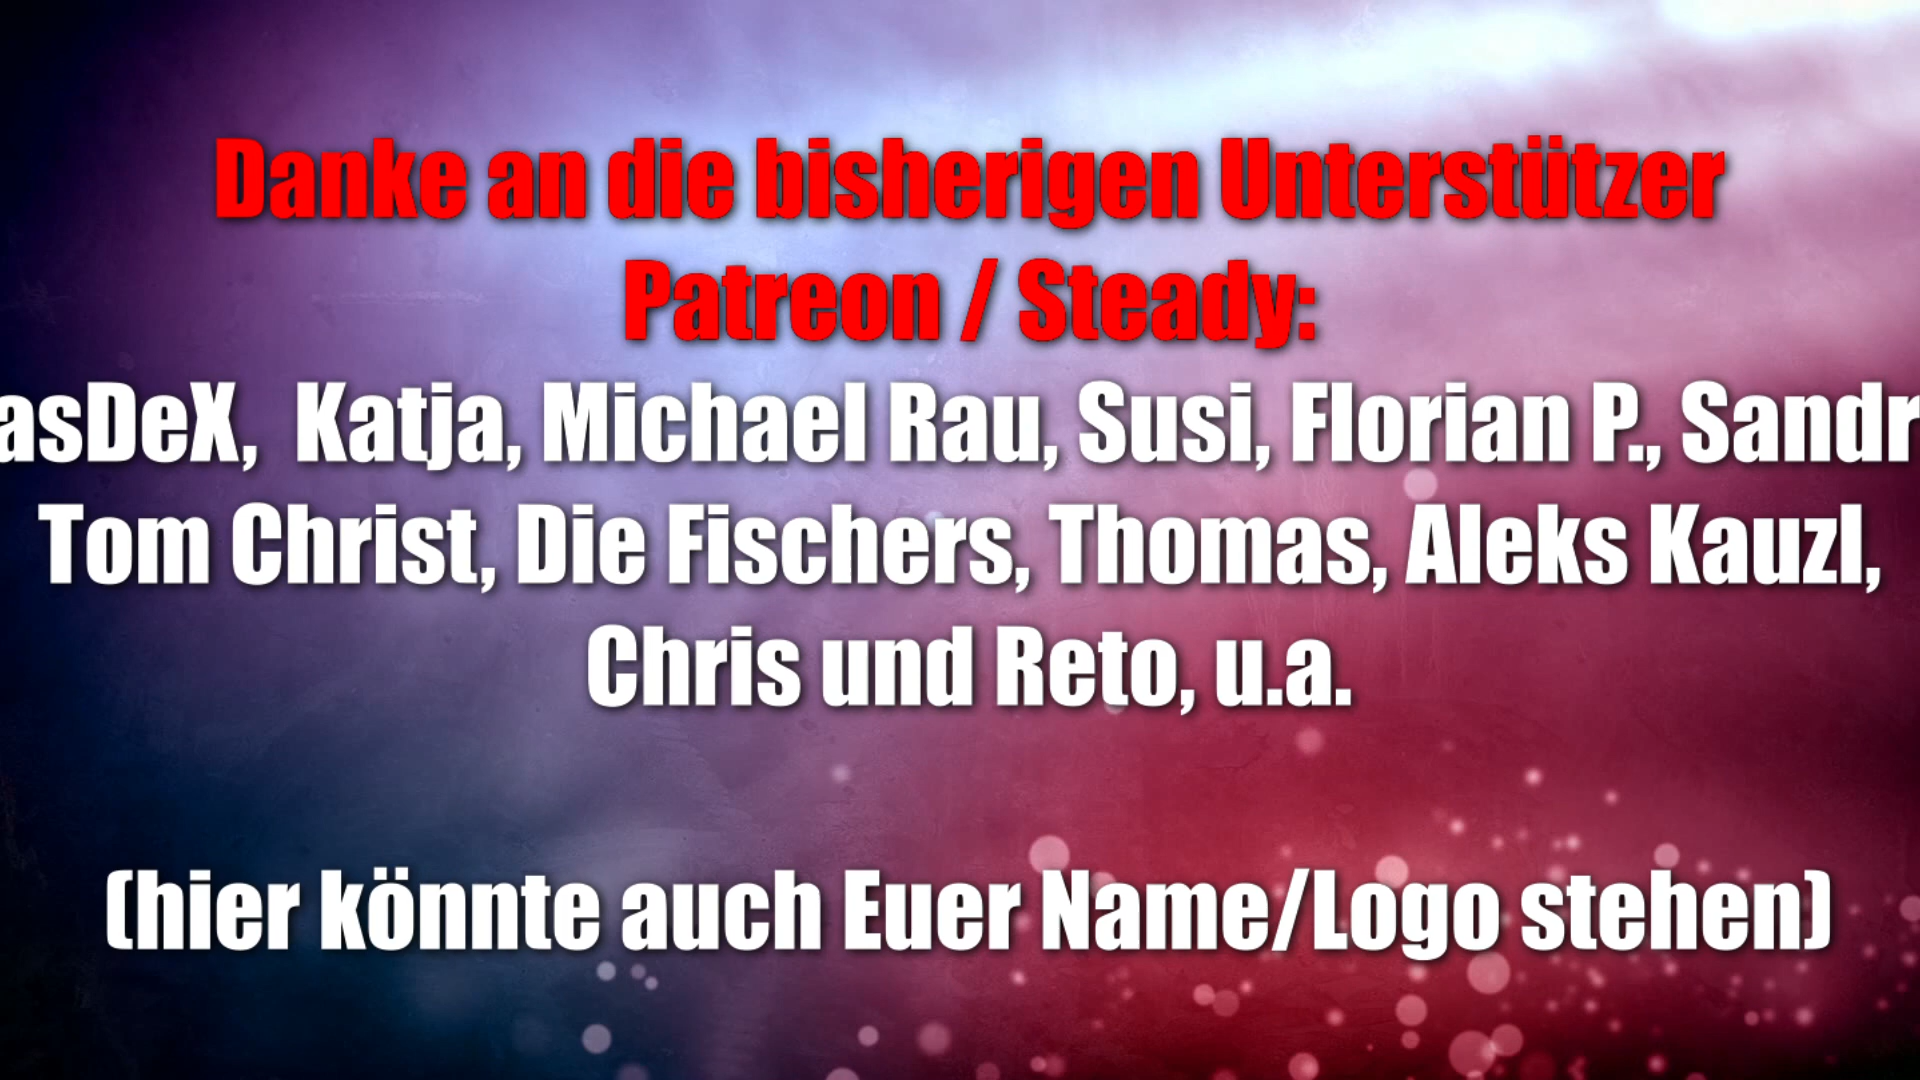 Danke an die bisherigen Unterstützer
Patreon / Steady:
asDeX, Katja, Michael Rau, Susi, Florian P., Sandr
Tom Christ, Die Fischers, Thomas, Aleks Kauzl,
Chris und Reto, u.a.
(hier könnte auch Euer Name/Logo stehen)